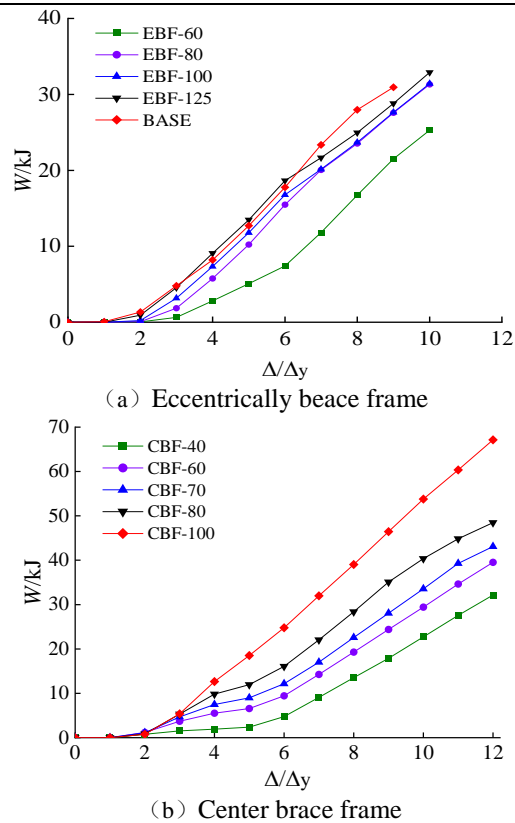 40
EBF-60
EBF-80
EBF-100
30
EBF-125
BASE
W/kJ
20
10
0
0 2 4 6 8 10 12
Δ/Δy
（a）Eccentrically beace frame
70
CBF-40
60
CBF-60
CBF-70
50
CBF-80
CBF-100
40
W/kJ
30
20
10
0
0 2 4 6 8 10 12
Δ/Δy
（b）Center brace frame